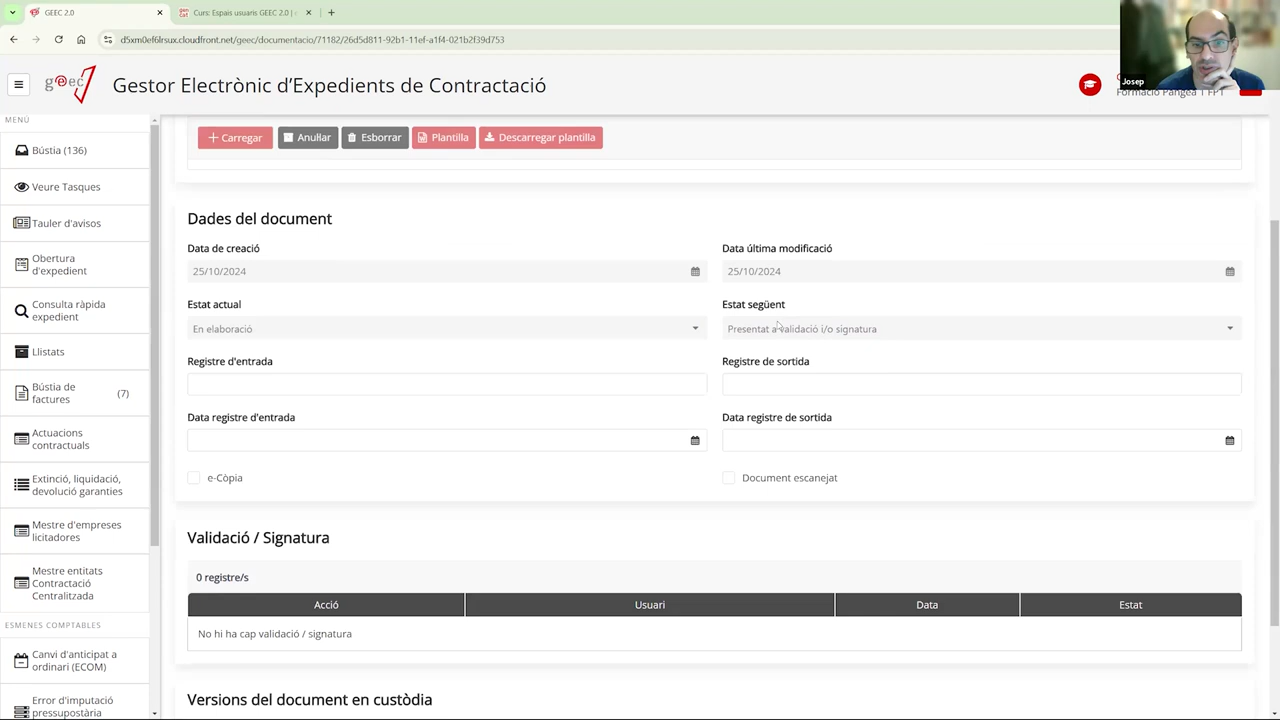 GEEC 2.0
Curs: Espais usuaris GEEC 2.0 | c
d5xm0ef6lrsux.cloudfront.net/geec/documentacio/71182/26d5d811-92b1-11ef-a1f4-021b2f39d753
Josep
geec
Gestor Electrònic d'Expedients de Contractació
Formació Pangea 1 FPT
MENÚ
Bústia (136)
Veure Tasques
Tauler d'avisos
Obertura
d'expedient
Consulta ràpida
expedient
Llistats
Bústia de
factures
(7)
Actuacions
contractuals
Extinció, liquidació,
devolució garanties
Mestre d'empreses
licitadores
Mestre entitats
Contractació
Centralitzada
ESMENES COMPTABLES
Canvi d'anticipat a
ordinari (ECOM)
Error d'imputació
pressupostària
Carregar
Anul·lar
Esborrar
Plantilla
Descarregar plantilla
Dades del document
Data de creació
Data última modificació
25/10/2024
25/10/2024
Estat actual
Estat següent
En elaboració
Presentat a validació i/o signatura
Registre d'entrada
Registre de sortida
Data registre d'entrada
Data registre de sortida
e-Còpia
Document escanejat
Validació / Signatura
0 registre/s
Acció
Usuari
Data
Estat
No hi ha cap validació / signatura
Versions del document en custòdia